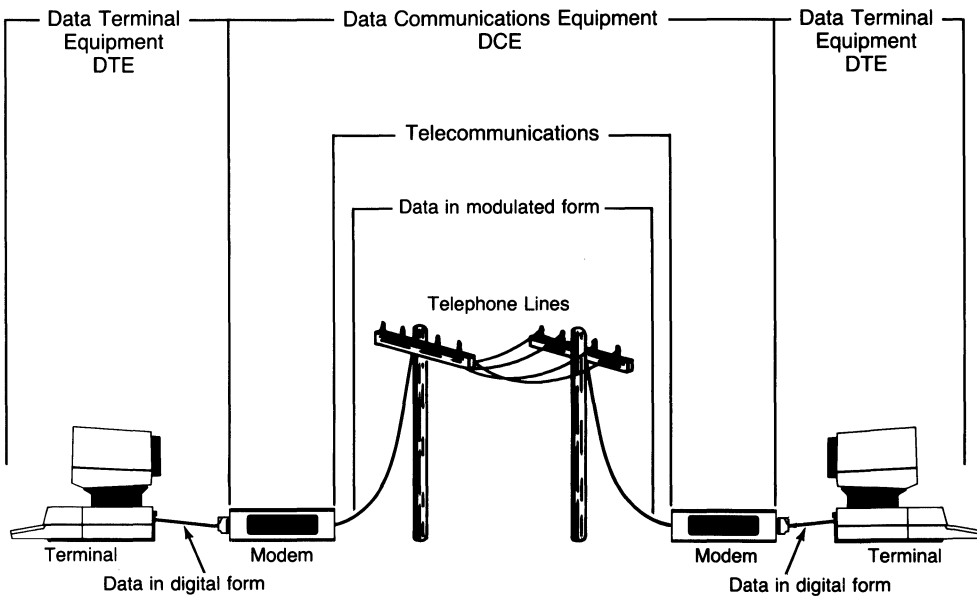 Data Terminal
Equipment
DTE
Data Communications Equipment
DCE
Data Terminal
Equipment
DTE
Telecommunications
Data in modulated form
Telephone Lines
Terminal
Modem
Modem
Terminal
Data in digital form
Data in digital form